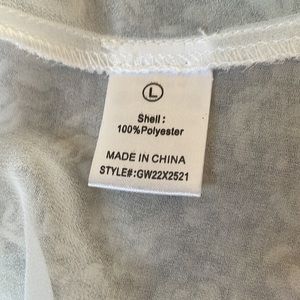 L
Shell:
100%Polyester
MADE IN CHINA
STYLE#:GW22X2521